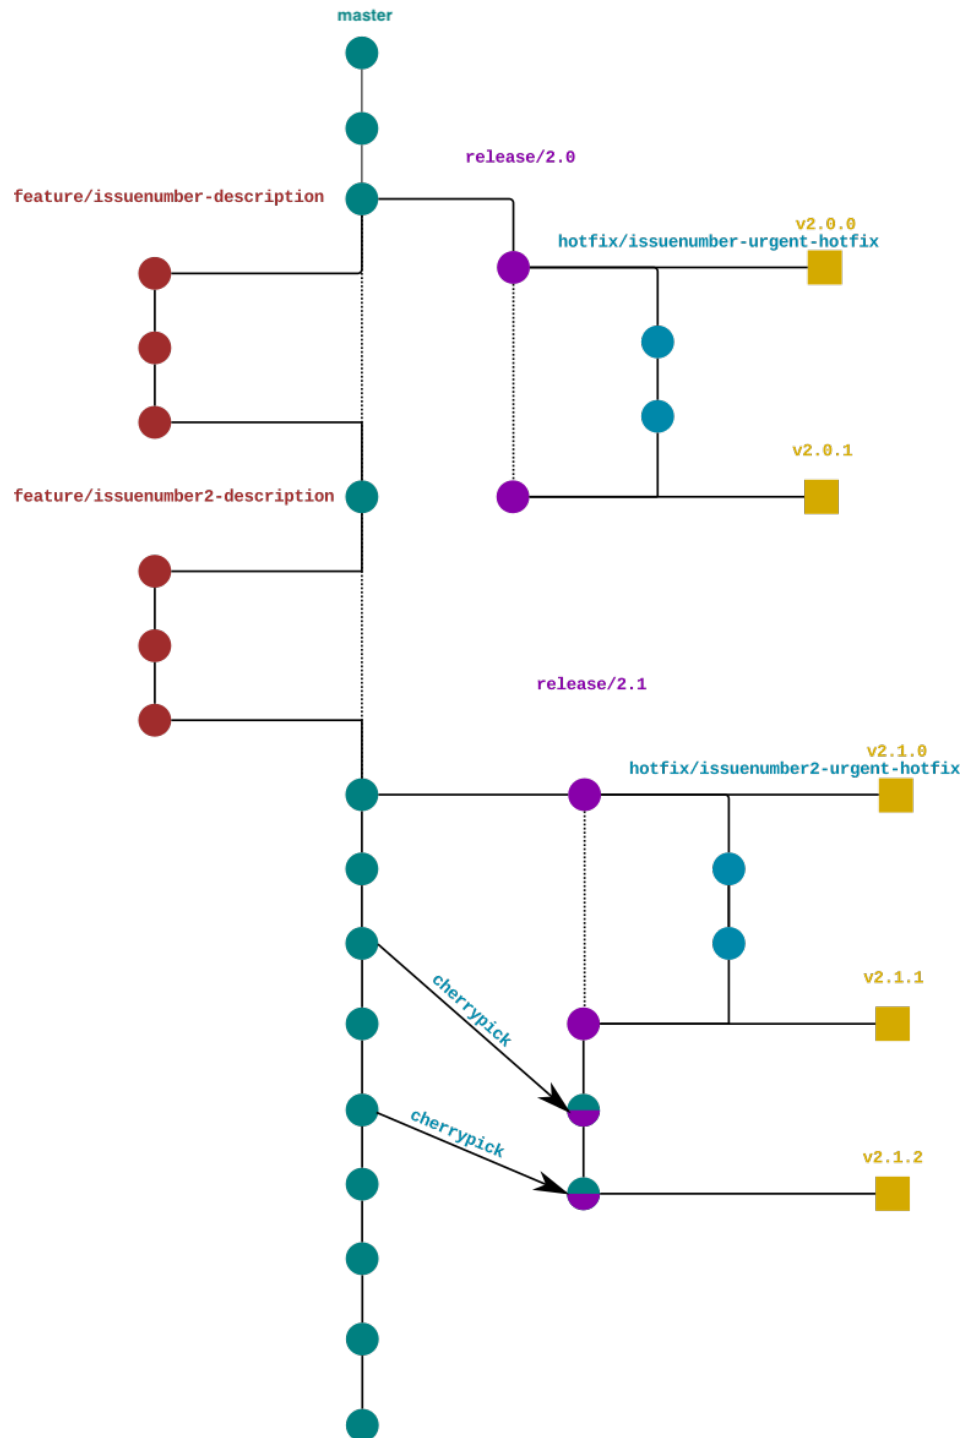 master
release/2.0
feature/issuenumber-description
v2.0.0
hotfix/issuenumber-urgent-hotfix
v2.0.1
feature/issuenumber2-description
release/2.1
v2.1.0
hotfix/issuenumber2-urgent-hotfix
cherrypick
v2.1.1
cherrypick
v2.1.2